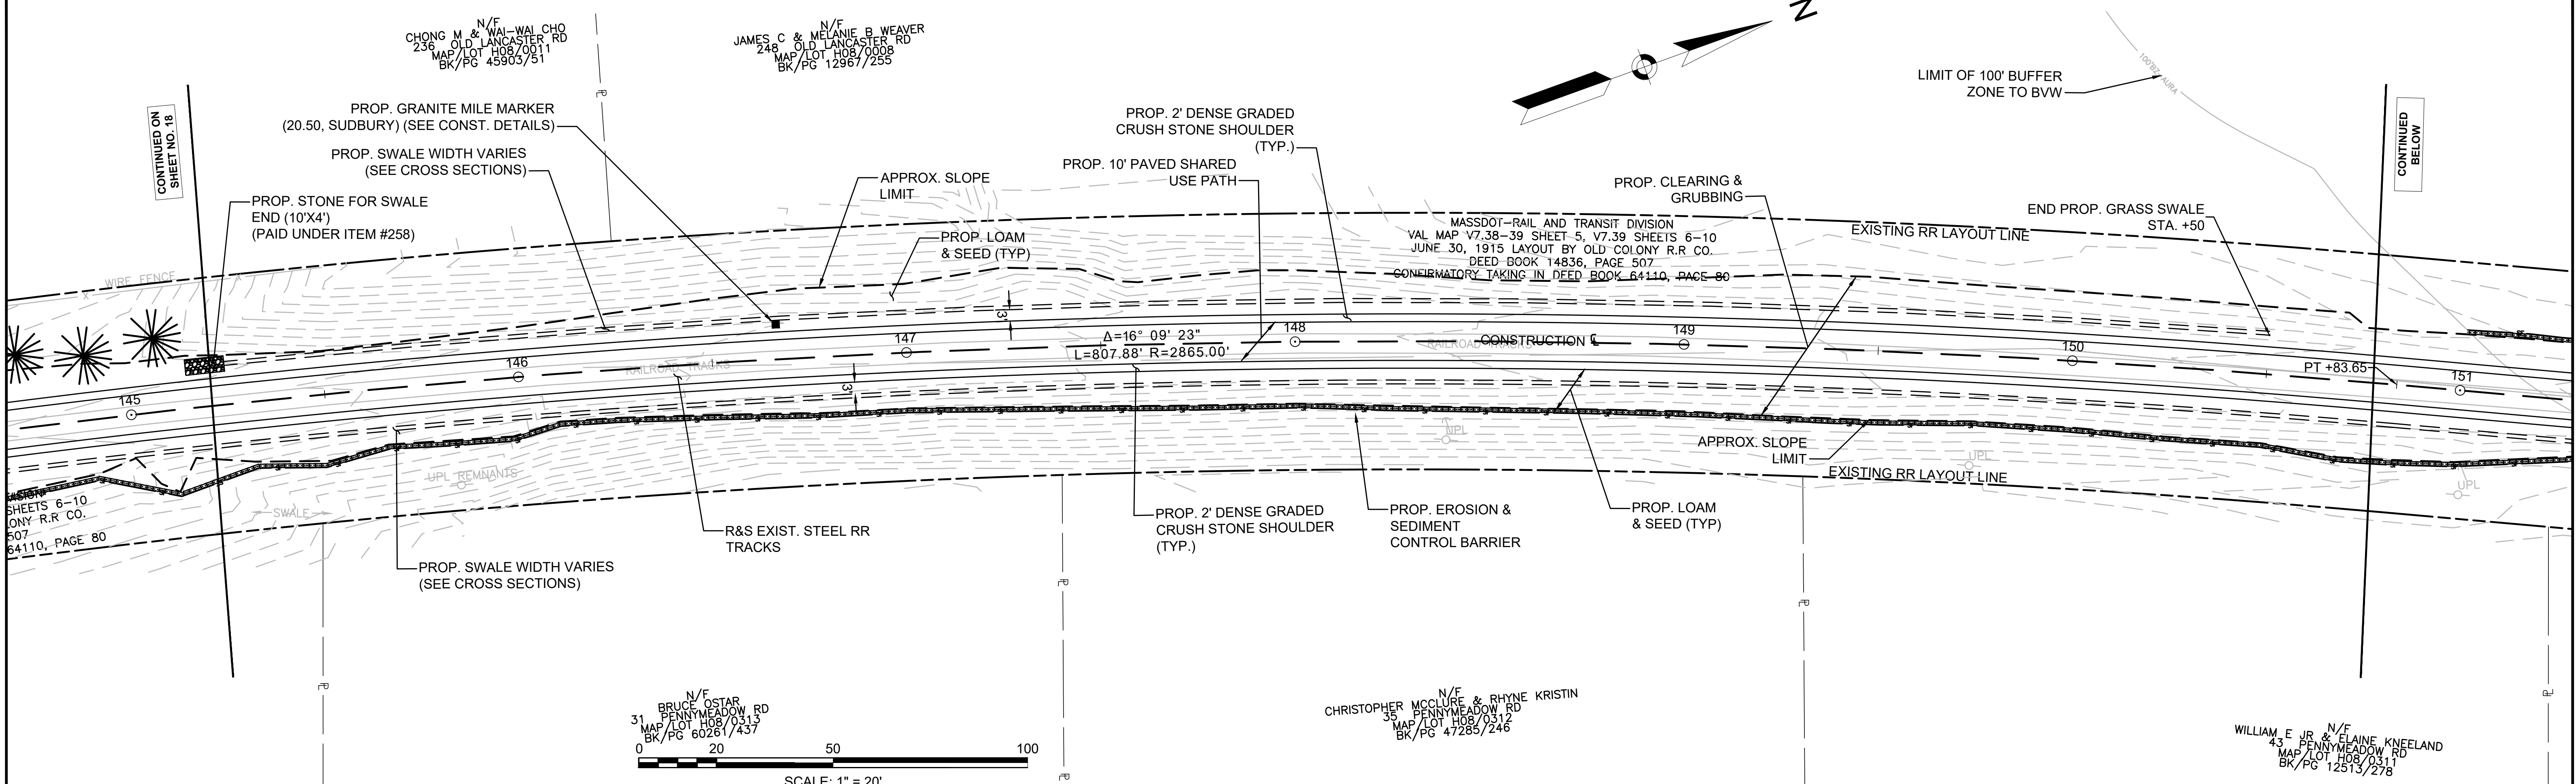 N/F
CHONG M & WAI-WAI CHO
236 OLD LANCASTER RD
MAP/LOT H08/0011
BK/PG 45903/51
N/F
JAMES C & MELANIE B WEAVER
248 OLD LANCASTER RD
MAP/LOT H08/0008
BK/PG 12967/255
N
LIMIT OF 100' BUFFER
ZONE TO BVW
100'BZ-AURA
CONTINUED ON
SHEET NO. 18
CONTINUED
BELOW
PROP. GRANITE MILE MARKER
(20.50, SUDBURY) (SEE CONST. DETAILS)
PROP. SWALE WIDTH VARIES
(SEE CROSS SECTIONS)
PROP. STONE FOR SWALE
END (10'X4')
(PAID UNDER ITEM #258)
APPROX. SLOPE
LIMIT
PROP. LOAM
& SEED (TYP)
PROP. 2' DENSE GRADED
CRUSH STONE SHOULDER
(TYP.)
PROP. 10' PAVED SHARED
USE PATH
PROP. CLEARING &
GRUBBING
MASSDOT-RAIL AND TRANSIT DIVISION
VAL MAP V7.38-39 SHEET 5, V7.39 SHEETS 6-10
JUNE 30, 1915 LAYOUT BY OLD COLONY R.R CO.
DEED BOOK 14836, PAGE 507
CONFIRMATORY TAKING IN DEED BOOK 64110, PAGE 80
EXISTING RR LAYOUT LINE
END PROP. GRASS SWALE
STA. +50
WIRE FENCE
X
PL
3'
145
146
147
148
149
150
151
Δ=16° 09' 23"
L=807.88' R=2865.00'
RAILROAD TRACKS
RAILROAD TRACKS
CONSTRUCTION CL
PT +83.65
3'
UPL REMNANTS
SWALE
UPL
UPL
UPL
APPROX. SLOPE
LIMIT
EXISTING RR LAYOUT LINE
SHEETS 6-10
LONY R.R CO.
507
64110, PAGE 80
PROP. SWALE WIDTH VARIES
(SEE CROSS SECTIONS)
R&S EXIST. STEEL RR
TRACKS
PROP. 2' DENSE GRADED
CRUSH STONE SHOULDER
(TYP.)
PROP. EROSION &
SEDIMENT
CONTROL BARRIER
PROP. LOAM
& SEED (TYP)
PL
PL
PL
PL
PL
N/F
BRUCE OSTAR
31 PENNYMEADOW RD
MAP/LOT H08/0313
BK/PG 60261/437
N/F
CHRISTOPHER MCCLURE & RHYNE KRISTIN
35 PENNYMEADOW RD
MAP/LOT H08/0312
BK/PG 47285/246
N/F
WILLIAM E JR & ELAINE KNEELAND
43 PENNYMEADOW RD
MAP/LOT H08/0311
BK/PG 12513/278
0 20 50 100
SCALE: 1" = 20'